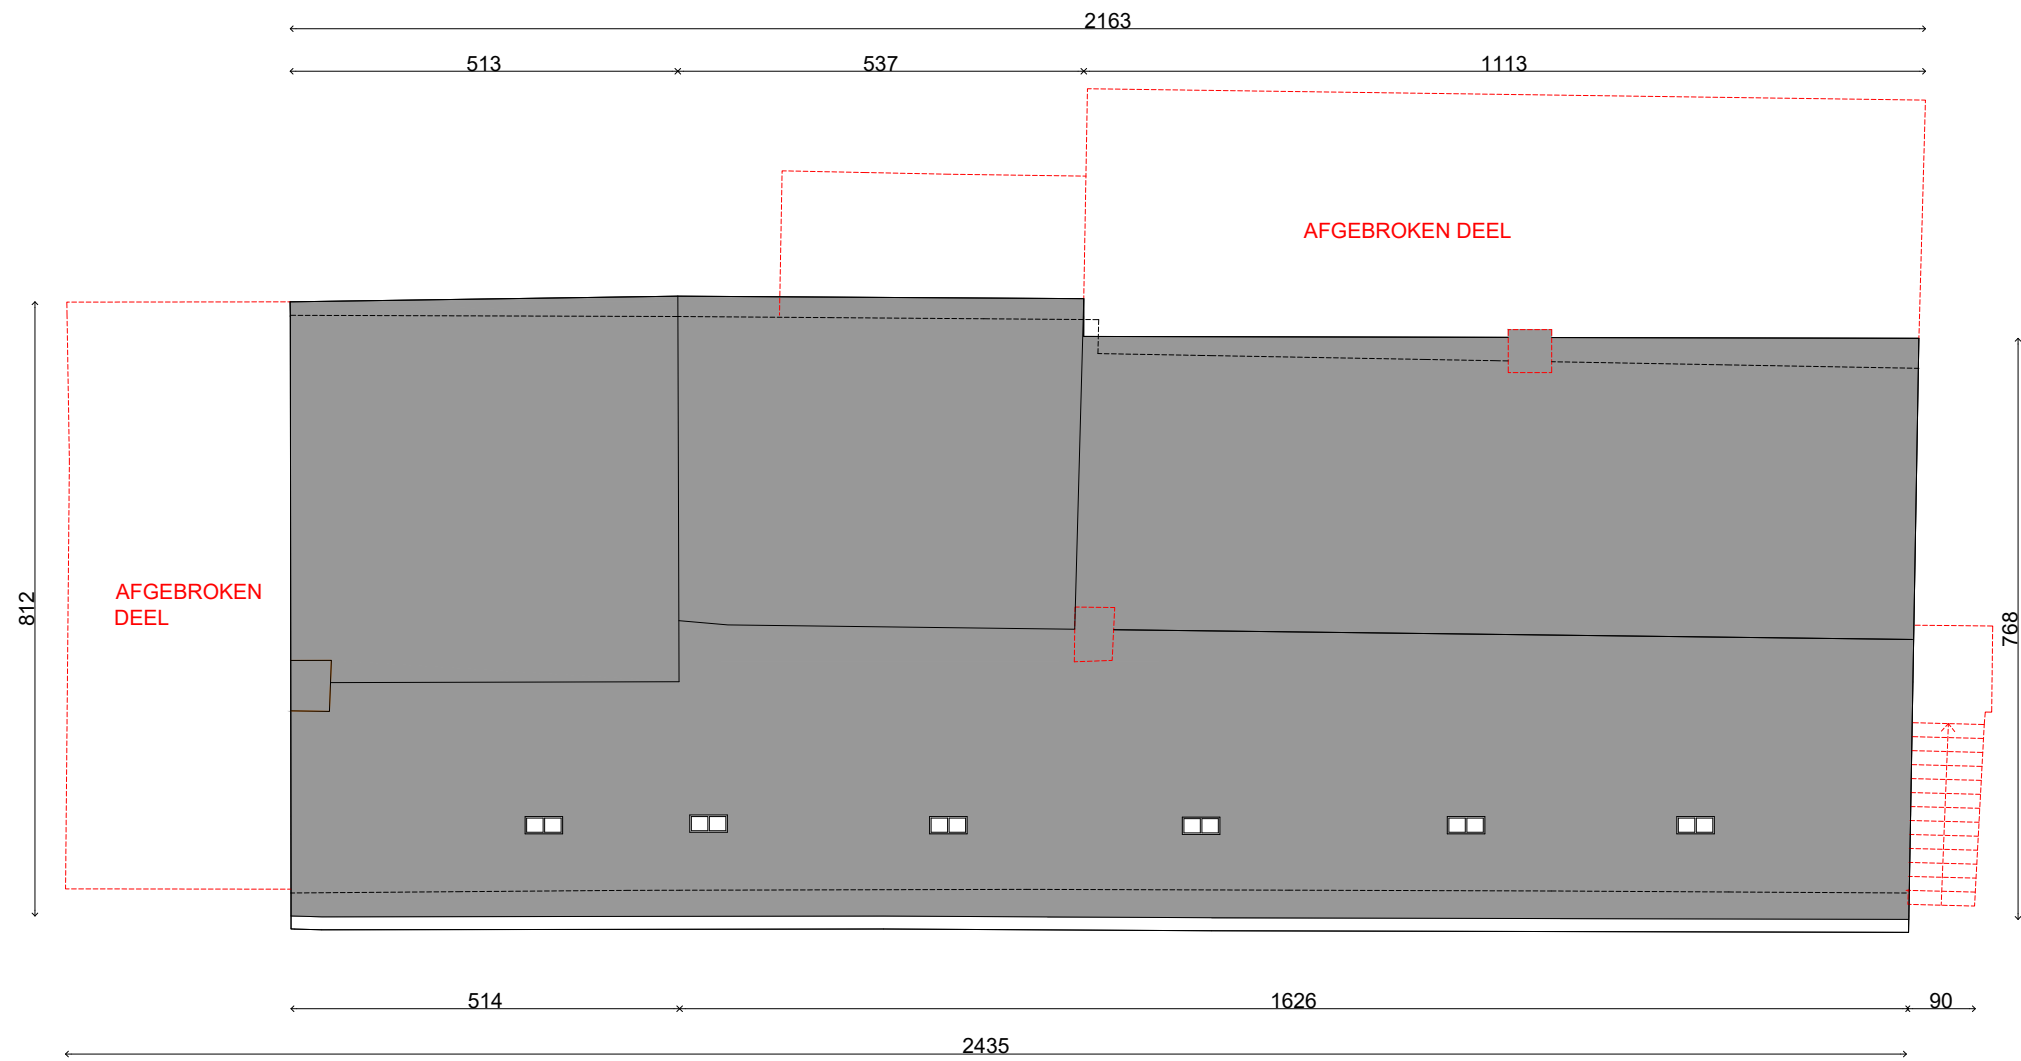 2163
513 537 1113
AFGEBROKEN DEEL
812
AFGEBROKEN
DEEL
768
514 1626 90
2435